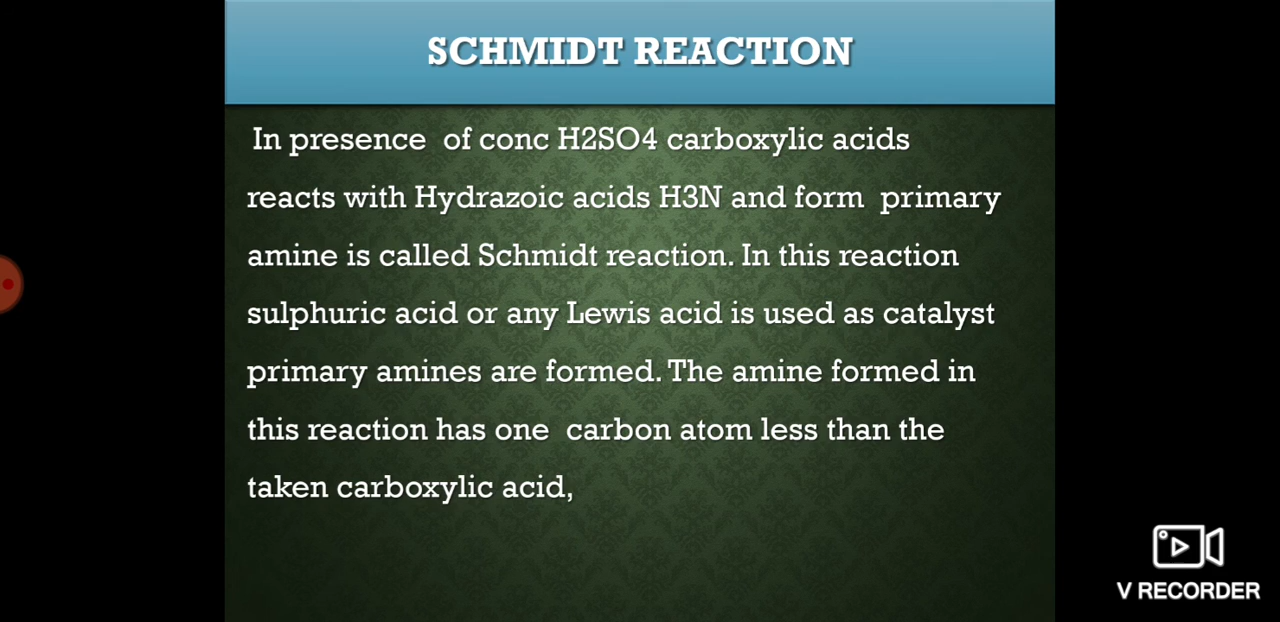 SCHMIDT REACTION
In presence of conc H2SO4 carboxylic acids
reacts with Hydrazoic acids H3N and form primary
amine is called Schmidt reaction. In this reaction
sulphuric acid or any Lewis acid is used as catalyst
primary amines are formed. The amine formed in
this reaction has one carbon atom less than the
taken carboxylic acid,
V RECORDER